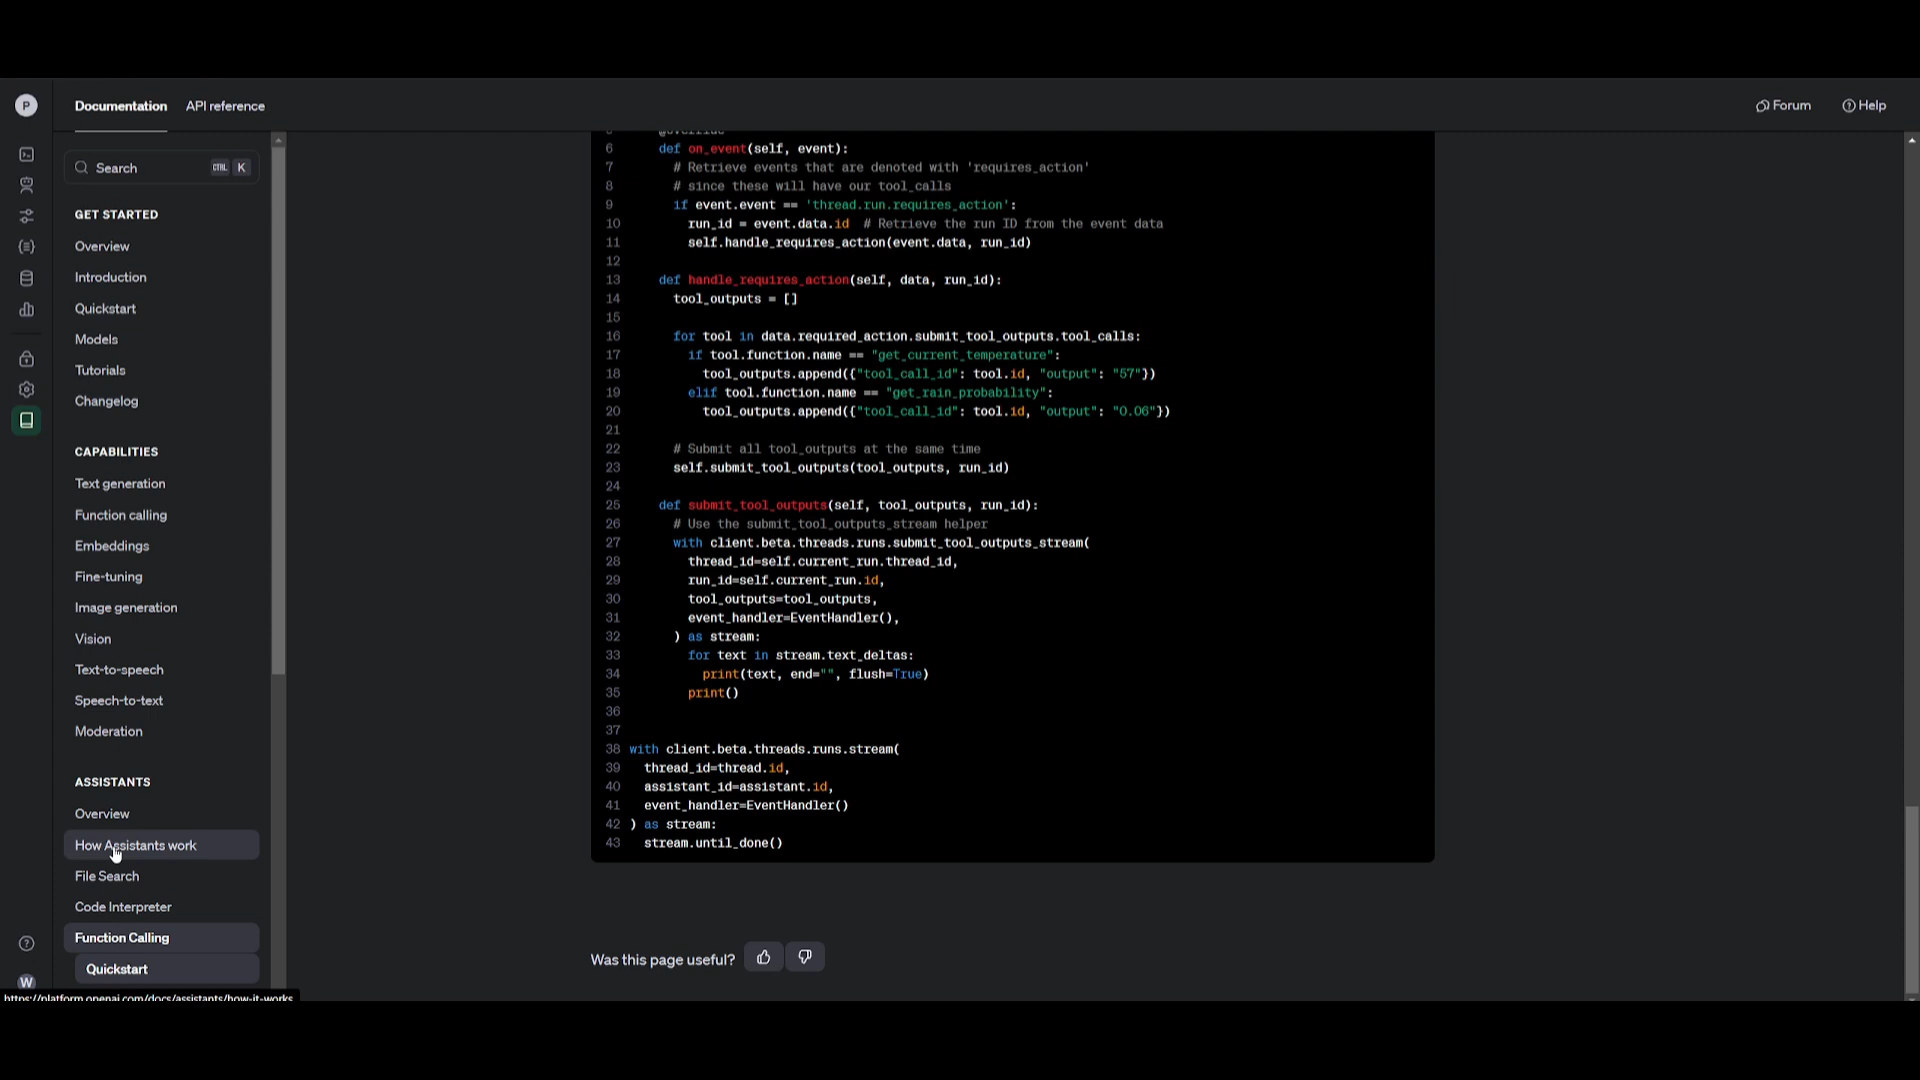 P
Documentation
API reference
Forum
Help
Search
CTRL
K
GET STARTED
Overview
Introduction
Quickstart
Models
Tutorials
Changelog
CAPABILITIES
Text generation
Function calling
Embeddings
Fine-tuning
Image generation
Vision
Text-to-speech
Speech-to-text
Moderation
ASSISTANTS
Overview
How Assistants work
File Search
Code Interpreter
Function Calling
Quickstart
W
https://platform.openai.com/docs/assistants/how-it-works
@override
6 def on_event(self, event):
7 # Retrieve events that are denoted with 'requires_action'
8 # since these will have our tool_calls
9 if event.event == 'thread.run.requires_action':
10 run_id = event.data.id # Retrieve the run ID from the event data
11 self.handle_requires_action(event.data, run_id)
12
13 def handle_requires_action(self, data, run_id):
14 tool_outputs = []
15
16 for tool in data.required_action.submit_tool_outputs.tool_calls:
17 if tool.function.name == "get_current_temperature":
18 tool_outputs.append({"tool_call_id": tool.id, "output": "57"})
19 elif tool.function.name == "get_rain_probability":
20 tool_outputs.append({"tool_call_id": tool.id, "output": "0.06"})
21
22 # Submit all tool_outputs at the same time
23 self.submit_tool_outputs(tool_outputs, run_id)
24
25 def submit_tool_outputs(self, tool_outputs, run_id):
26 # Use the submit_tool_outputs_stream helper
27 with client.beta.threads.runs.submit_tool_outputs_stream(
28 thread_id=self.current_run.thread_id,
29 run_id=self.current_run.id,
30 tool_outputs=tool_outputs,
31 event_handler=EventHandler(),
32 ) as stream:
33 for text in stream.text_deltas:
34 print(text, end="", flush=True)
35 print()
36
37
38 with client.beta.threads.runs.stream(
39 thread_id=thread.id,
40 assistant_id=assistant.id,
41 event_handler=EventHandler()
42 ) as stream:
43 stream.until_done()
Was this page useful?